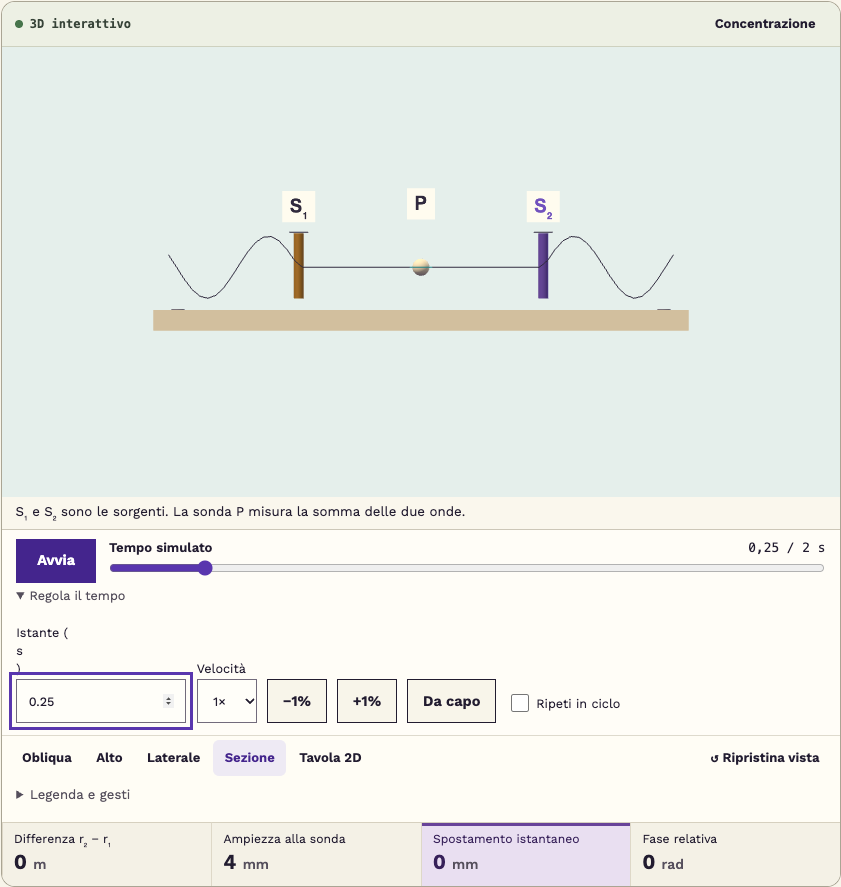 3D interattivo
Concentrazione
S₁
P
S₂
S₁ e S₂ sono le sorgenti. La sonda P misura la somma delle due onde.
Avvia
Tempo simulato
0,25 / 2 s
▼ Regola il tempo
Istante (
s
)
Velocità
0.25
1×
−1%
+1%
Da capo
Ripeti in ciclo
Obliqua
Alto
Laterale
Sezione
Tavola 2D
↺ Ripristina vista
▶ Legenda e gesti
Differenza r₂ − r₁
0 m
Ampiezza alla sonda
4 mm
Spostamento istantaneo
0 mm
Fase relativa
0 rad